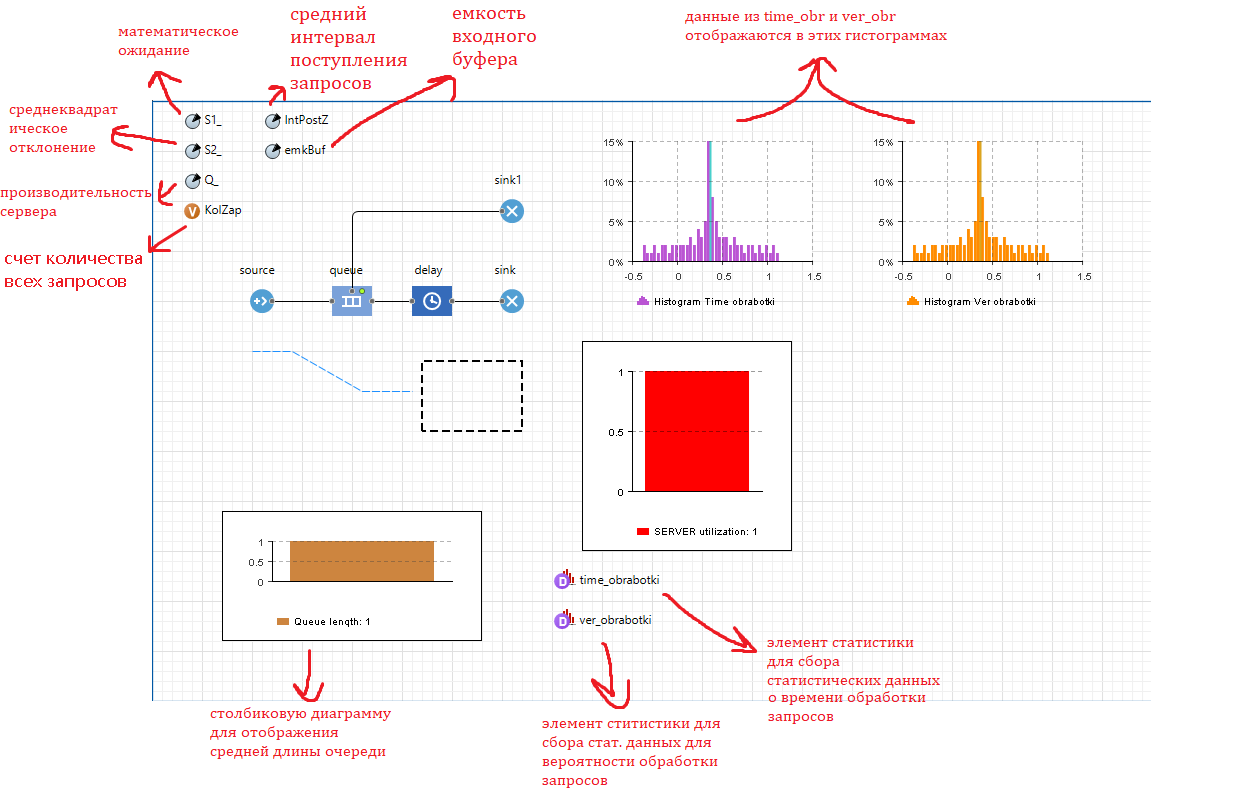 математическое
ожидание
средний
интервал
поступления
запросов
емкость
входного
буфера
данные из time_obr и ver_obr
отображаются в этих гистограммах
среднеквадрат
ическое
отклонение
производительность
сервера
счет количества
всех запросов
S1_
IntPostZ
S2_
emkBuf
Q_
KolZap
sink1
source
queue
delay
sink
15%
10%
5%
0%
-0.5
0
0.5
1.0
1.5
Histogram Time obrabotki
15%
10%
5%
0%
-0.5
0
0.5
1.0
1.5
Histogram Ver obrabotki
1
0.5
0
SERVER utilization: 1
1
0.5
0
Queue length: 1
time_obrabotki
ver_obrabotki
элемент статистики
для сбора
статистических данных
о времени обработки
запросов
столбиковую диаграмму
для отображения
средней длины очереди
элемент ститистики для
сбора стат. данных для
вероятности обработки
запросов